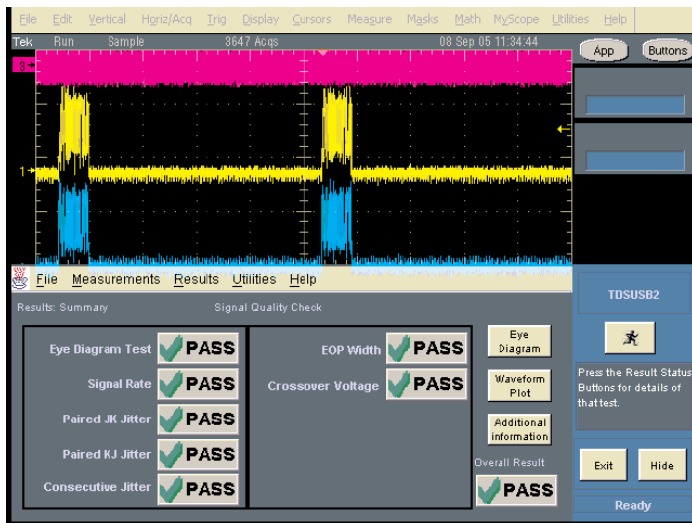 File Edit Vertical Horiz/Acq Trig Display Cursors Measure Masks Math MyScope Utilities Help
Tek Run Sample 3647 Acqs 08 Sep 05 11:34:44
App Buttons
3
1
File Measurements Results Utilities Help
Results: Summary Signal Quality Check
Eye Diagram Test PASS
Signal Rate PASS
Paired JK Jitter PASS
Paired KJ Jitter PASS
Consecutive Jitter PASS
EOP Width PASS
Crossover Voltage PASS
Eye
Diagram
Waveform
Plot
Additional
information
Overall Result
PASS
TDSUSB2
Press the Result Status
Buttons for details of
that test.
Exit Hide
Ready